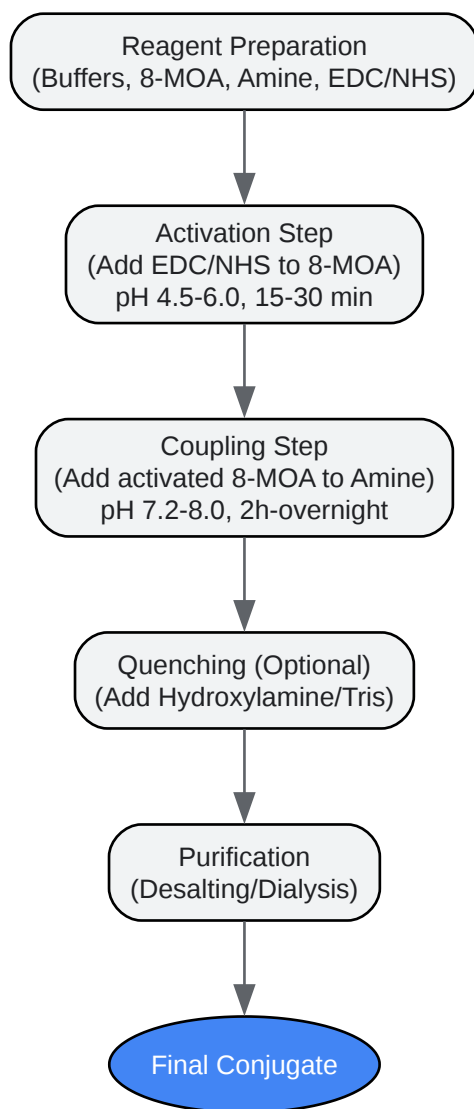 Reagent Preparation
(Buffers, 8-MOA, Amine, EDC/NHS)
Activation Step
(Add EDC/NHS to 8-MOA)
pH 4.5-6.0, 15-30 min
Coupling Step
(Add activated 8-MOA to Amine)
pH 7.2-8.0, 2h-overnight
Quenching (Optional)
(Add Hydroxylamine/Tris)
Purification
(Desalting/Dialysis)
Final Conjugate